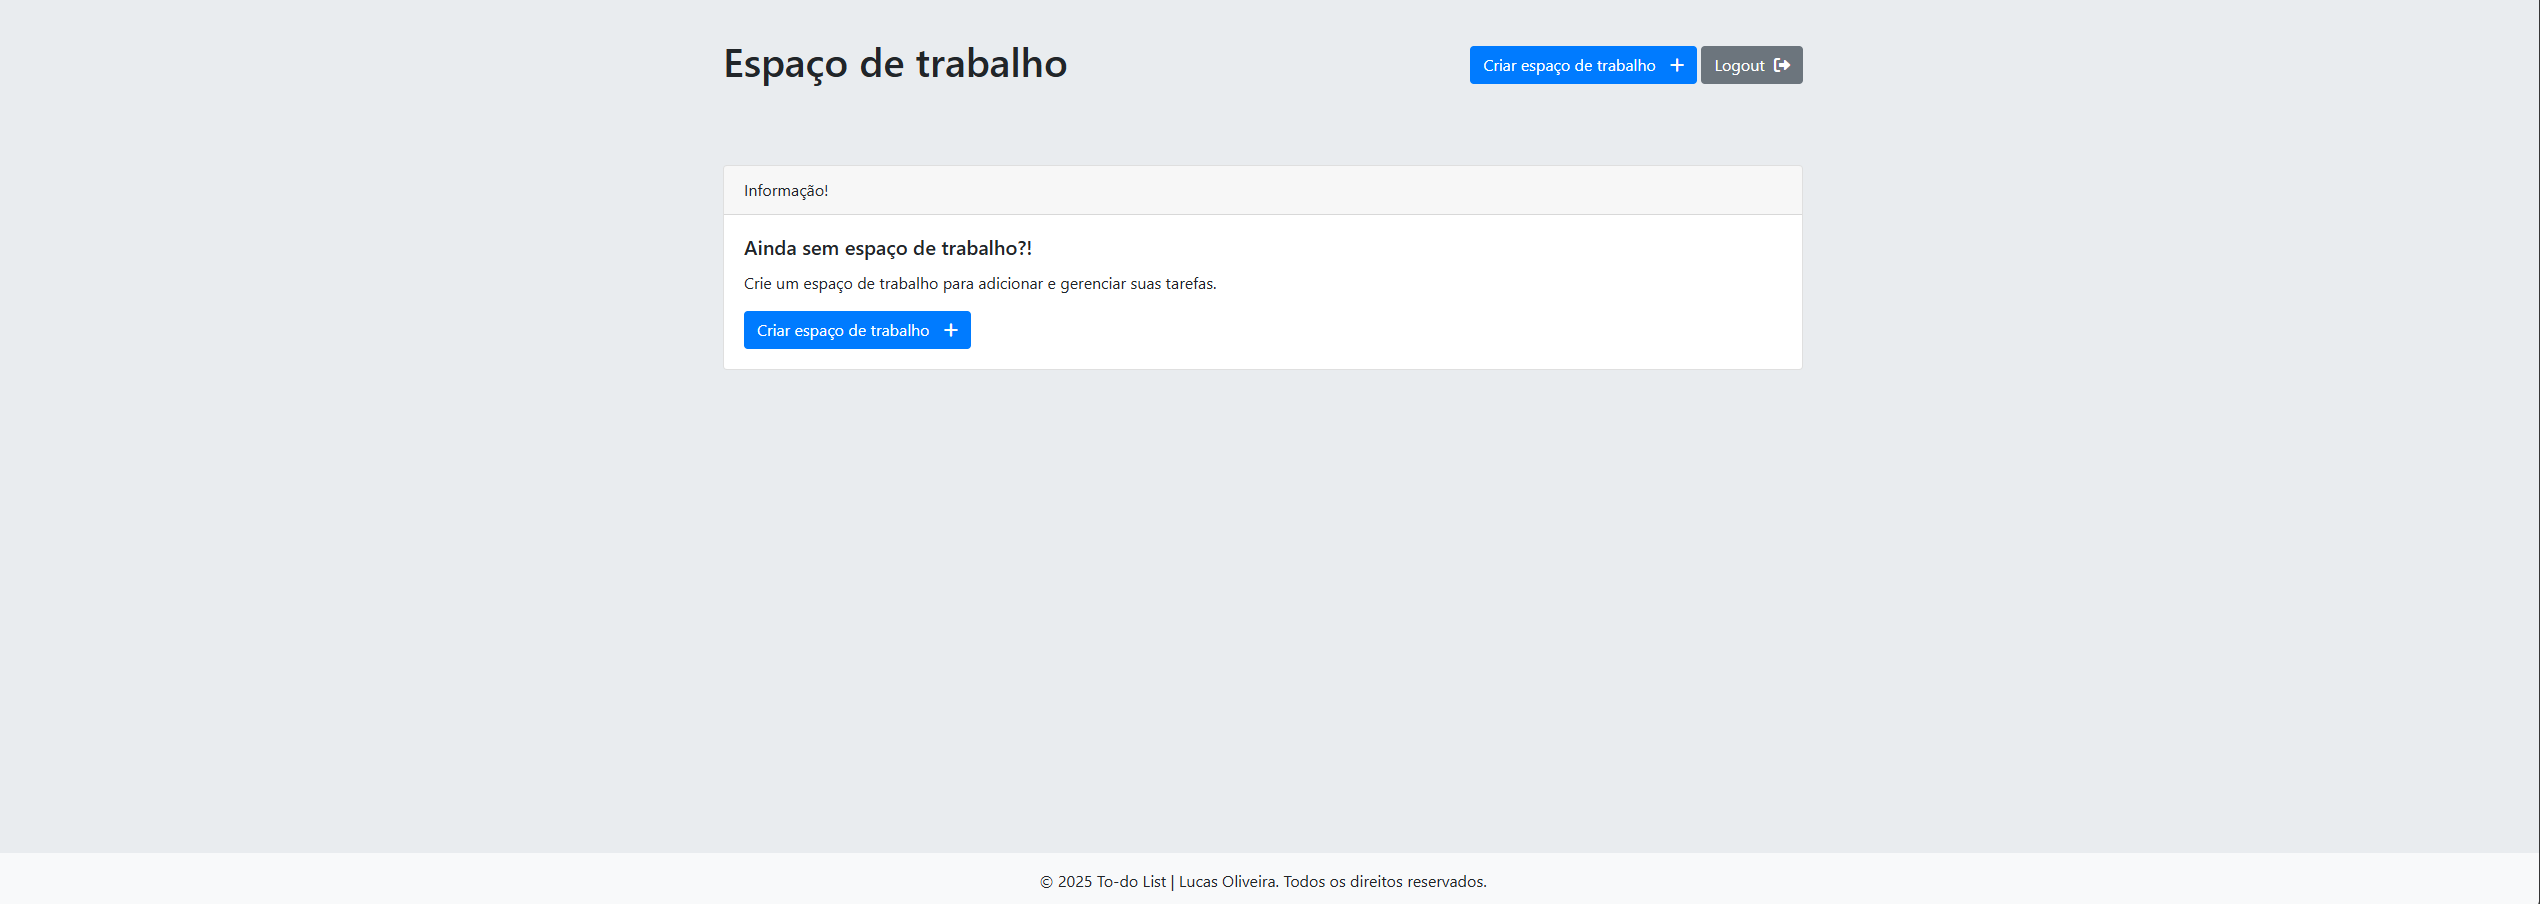 Espaço de trabalho
Criar espaço de trabalho
Logout
Informação!
Ainda sem espaço de trabalho?!
Crie um espaço de trabalho para adicionar e gerenciar suas tarefas.
Criar espaço de trabalho
© 2025 To-do List | Lucas Oliveira. Todos os direitos reservados.